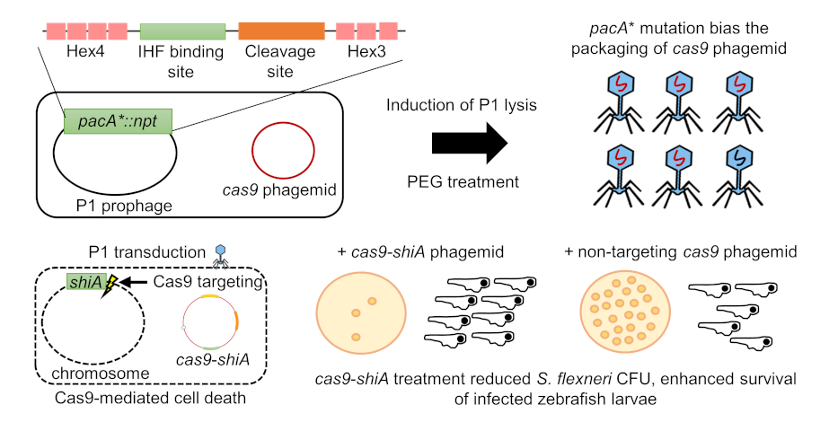 Hex4
IHF binding
site
Cleavage
site
Hex3
pacA*::npt
P1 prophage
cas9 phagemid
Induction of P1 lysis
PEG treatment
pacA* mutation bias the
packaging of cas9 phagemid
P1 transduction
shiA
Cas9 targeting
cas9-shiA
chromosome
Cas9-mediated cell death
+ cas9-shiA phagemid
+ non-targeting cas9 phagemid
cas9-shiA treatment reduced S. flexneri CFU, enhanced survival
of infected zebrafish larvae